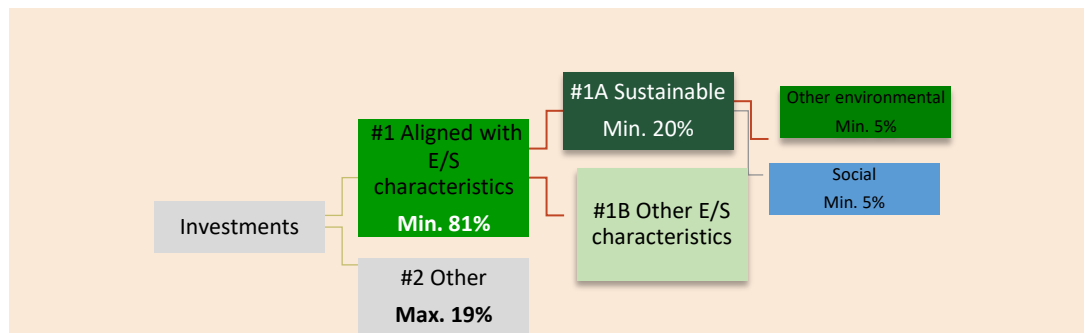 Investments
#1 Aligned with
E/S
characteristics
Min. 81%
#2 Other
Max. 19%
#1A Sustainable
Min. 20%
#1B Other E/S
characteristics
Other environmental
Min. 5%
Social
Min. 5%